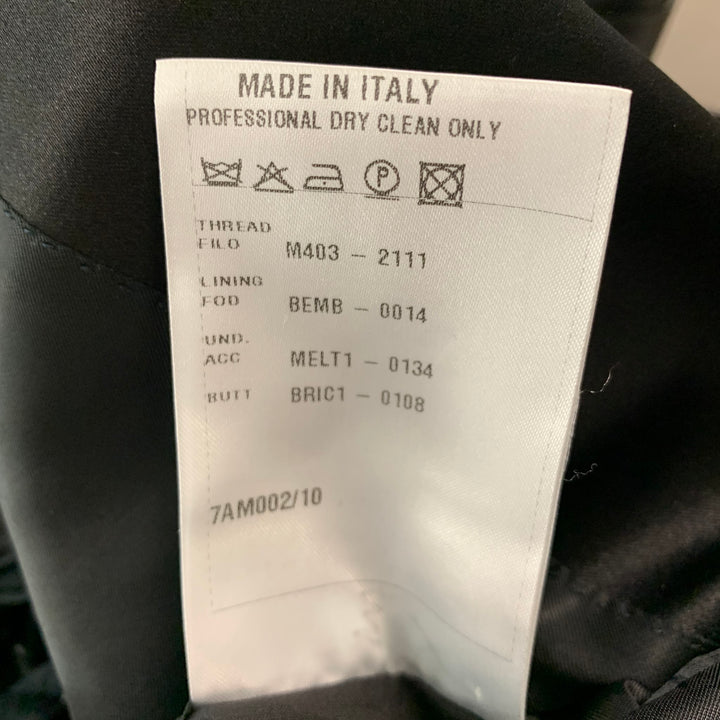 MADE IN ITALY
PROFESSIONAL DRY CLEAN ONLY
P
THREAD
FILO M403 - 2111
LINING
FOD BEMB - 0014
UND.
ACC MELT1 - 0134
BUTT BRIC1 - 0108
7AM002/10